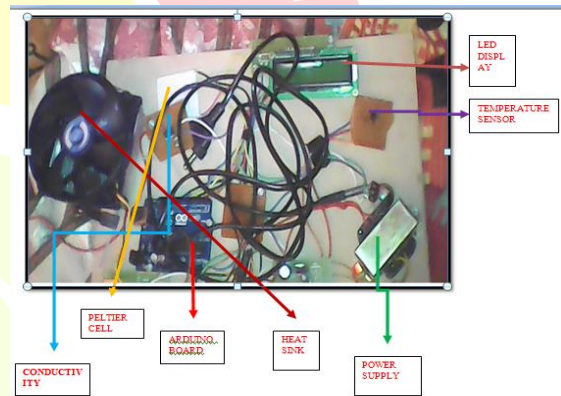 LED
DISPL
AY
TEMPERATURE
SENSOR
PELTIER
CELL
ARDUINO
BOARD
HEAT
SINK
POWER
SUPPLY
CONDUCTIV
ITY